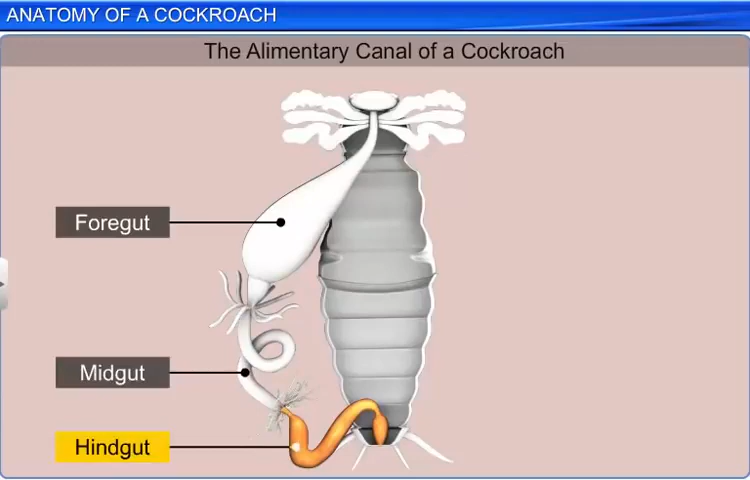 ANATOMY OF A COCKROACH
The Alimentary Canal of a Cockroach
Foregut
Midgut
Hindgut